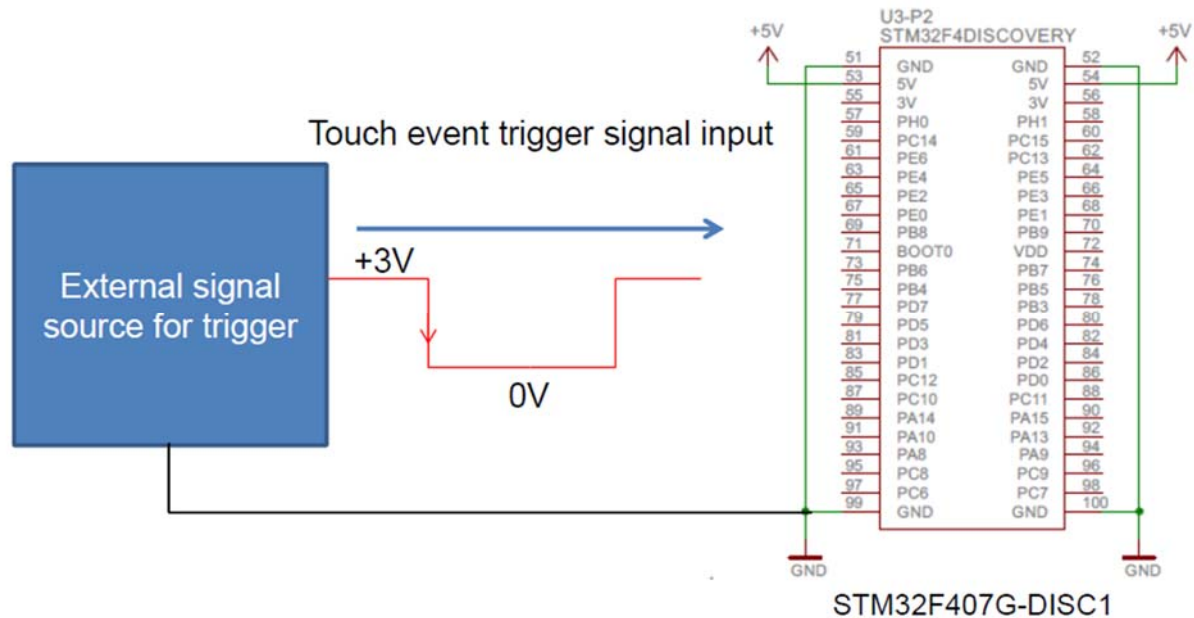 U3-P2
STM32F4DISCOVERY
+5V
+5V
51 GND GND 52
53 5V 5V 54
55 3V 3V 56
57 PH0 PH1 58
59 PC14 PC15 60
61 PE6 PC13 62
63 PE4 PE5 64
65 PE2 PE3 66
67 PE0 PE1 68
69 PB8 PB9 70
71 BOOT0 VDD 72
73 PB6 PB7 74
75 PB4 PB5 76
77 PD7 PB3 78
79 PD5 PD6 80
81 PD3 PD4 82
83 PD1 PD2 84
85 PC12 PD0 86
87 PC10 PC11 88
89 PA14 PA15 90
91 PA10 PA13 92
93 PA8 PA9 94
95 PC8 PC9 96
97 PC6 PC7 98
99 GND GND 100
Touch event trigger signal input
+3V
0V
External signal
source for trigger
GND
GND
STM32F407G-DISC1